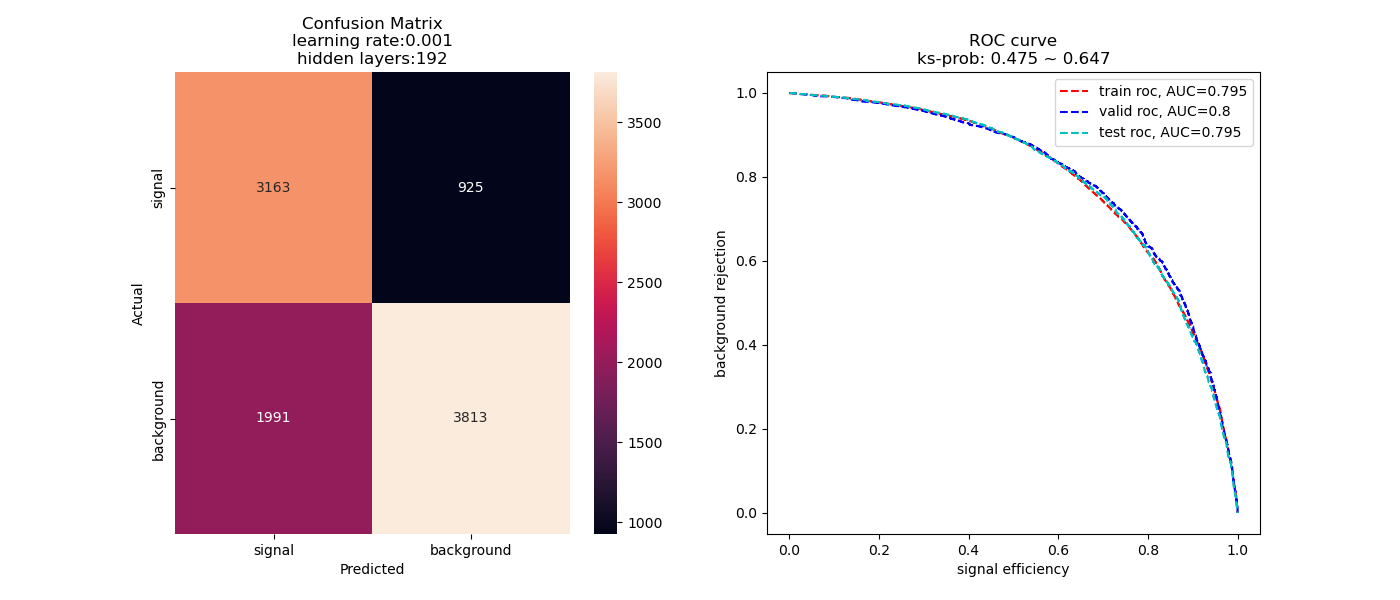 Confusion Matrix
learning rate:0.001
hidden layers:192
signal
background
Actual
3163
925
1991
3813
signal
background
Predicted
3500
3000
2500
2000
1500
1000
ROC curve
ks-prob: 0.475 ~ 0.647
train roc, AUC=0.795
valid roc, AUC=0.8
test roc, AUC=0.795
background rejection
1.0
0.8
0.6
0.4
0.2
0.0
0.0
0.2
0.4
0.6
0.8
1.0
signal efficiency